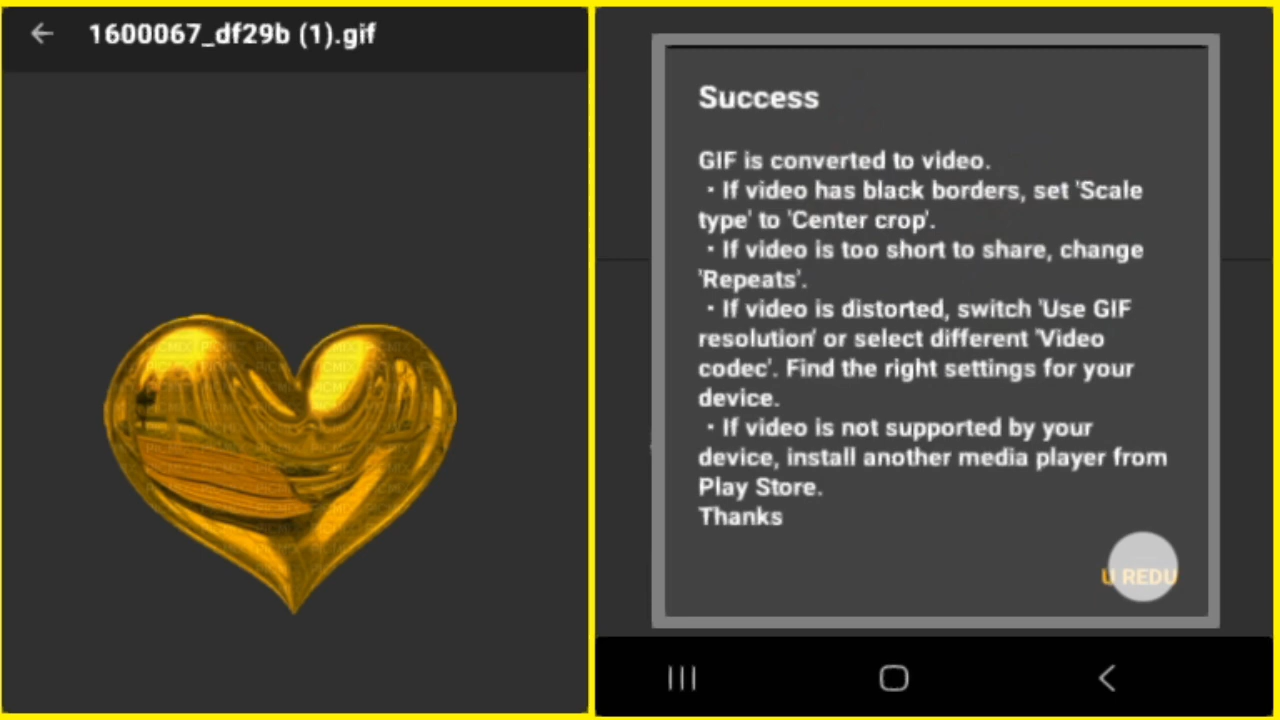 1600067_df29b (1).gif
Success
GIF is converted to video.
· If video has black borders, set 'Scale
type' to 'Center crop'.
· If video is too short to share, change
'Repeats'.
· If video is distorted, switch 'Use GIF
resolution' or select different 'Video
codec'. Find the right settings for your
device.
· If video is not supported by your
device, install another media player from
Play Store.
Thanks
U REDU